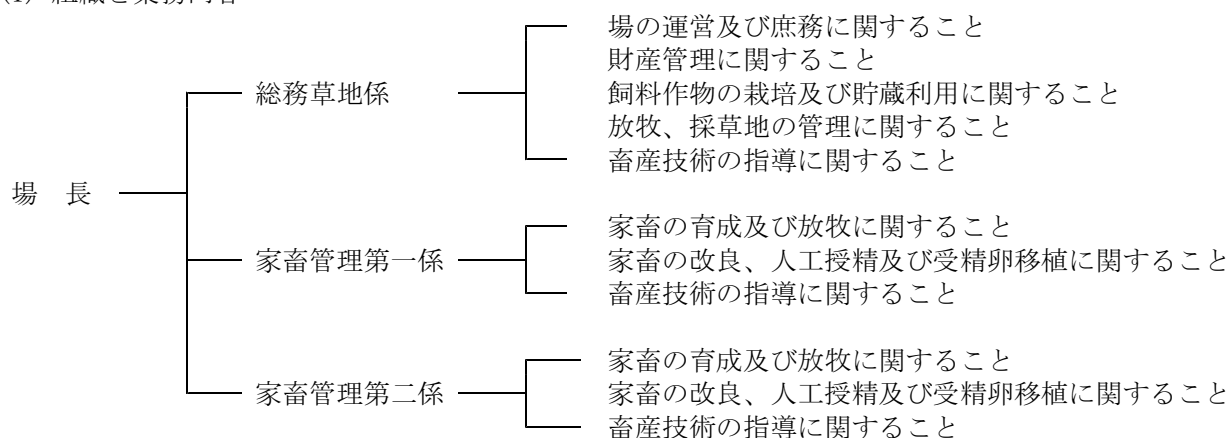 場の運営及び庶務に関すること
財産管理に関すること
総務草地係
飼料作物の栽培及び貯蔵利用に関すること
放牧、採草地の管理に関すること
畜産技術の指導に関すること
場 長
家畜の育成及び放牧に関すること
家畜管理第一係
家畜の改良、人工授精及び受精卵移植に関すること
畜産技術の指導に関すること
家畜の育成及び放牧に関すること
家畜管理第二係
家畜の改良、人工授精及び受精卵移植に関すること
畜産技術の指導に関すること